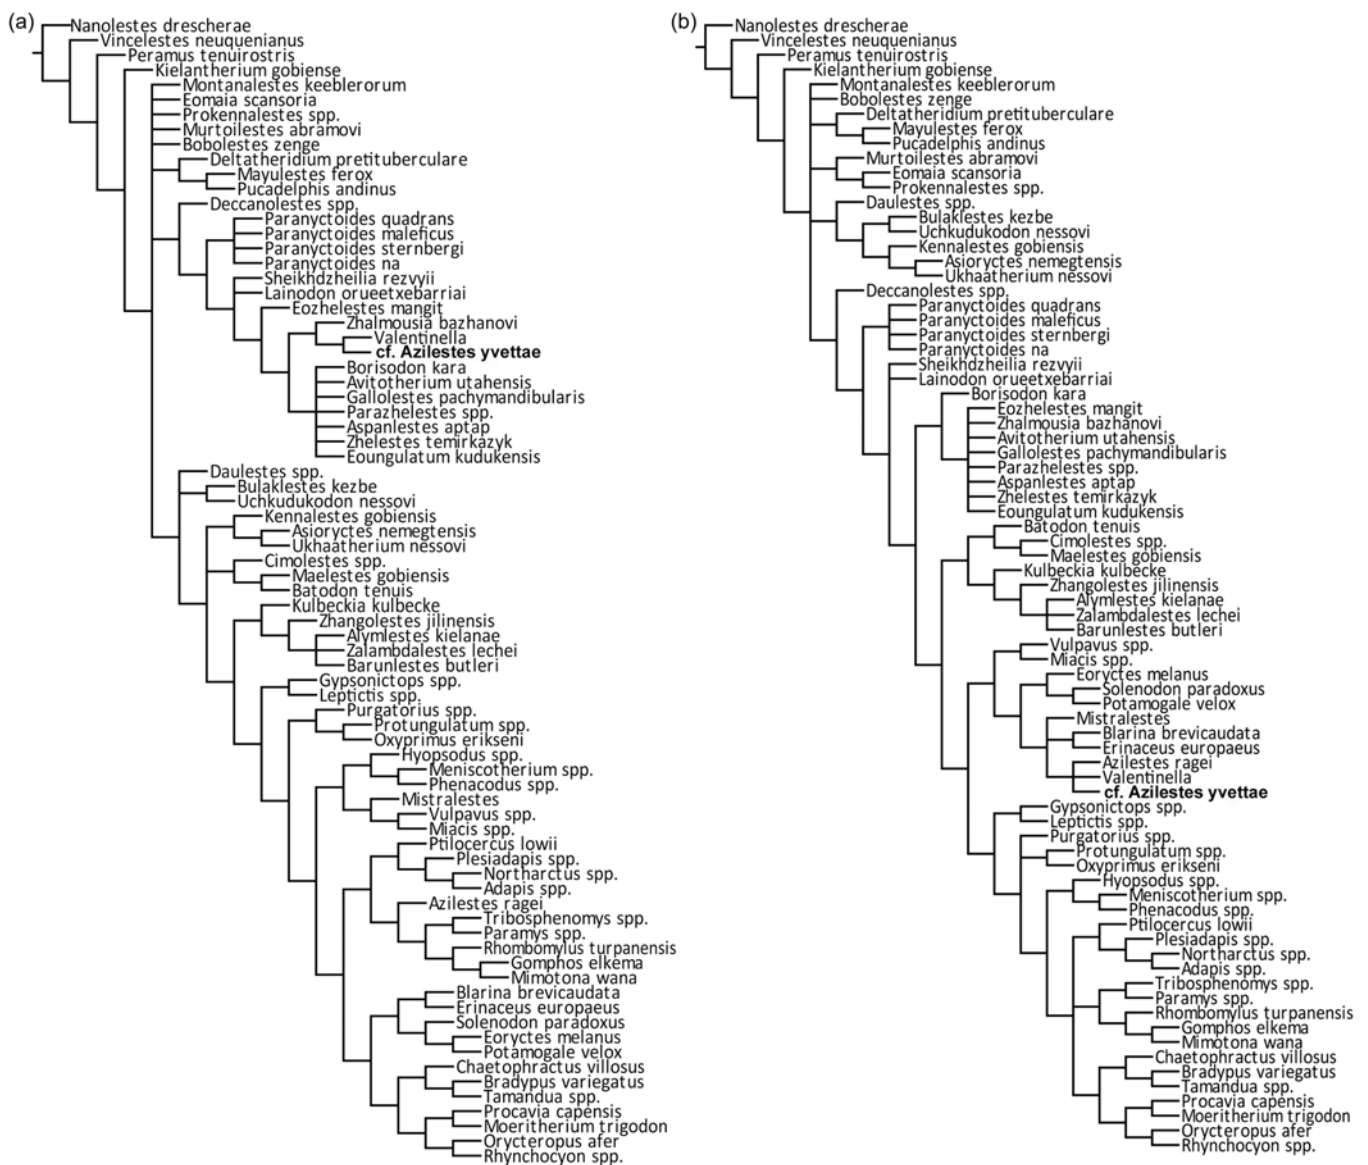 (a)
Nanolestes drescherae
Vincelestes neuquenianus
Peramus tenuirostris
Kielantherium gobiense
Montanalestes keeblerorum
Eomaia scansoria
Prokennalestes spp.
Murtoilestes abramovi
Bobolestes zenge
Deltatheridium pretituberculare
Mayulestes ferox
Pucadelphis andinus
Deccanolestes spp.
Paranyctoides quadrans
Paranyctoides maleficus
Paranyctoides sternbergi
Paranyctoides na
Sheikhdzheilia rezvyii
Lainodon orueetxebarriai
Eozhelestes mangit
Zhalmousia bazhanovi
Valentinella
cf. Azilestes yvettae
Borisodon kara
Avitotherium utahensis
Gallolestes pachymandibularis
Parazhelestes spp.
Aspanlestes aptap
Zhelestes temirkazyk
Eoungulatum kudukensis
Daulestes spp.
Bulaklestes kezbe
Uchkudukodon nessovi
Kennalestes gobiensis
Asioryctes nemegtensis
Ukhaatherium nessovi
Cimolestes spp.
Maelestes gobiensis
Batodon tenuis
Kulbeckia kulbecke
Zhangolestes jilinensis
Alymlestes kielanae
Zalambdalestes lechei
Barunlestes butleri
Gypsonictops spp.
Leptictis spp.
Purgatorius spp.
Protungulatum spp.
Oxyprimus erikseni
Hyopsodus spp.
Meniscotherium spp.
Phenacodus spp.
Mistralestes
Vulpavus spp.
Miacis spp.
Ptilocercus lowii
Plesiadapis spp.
Northarctus spp.
Adapis spp.
Azilestes ragei
Tribosphenomys spp.
Paramys spp.
Rhombomylus turpanensis
Gomphos elkema
Mimotona wana
Blarina brevicaudata
Erinaceus europaeus
Solenodon paradoxus
Eoryctes melanus
Potamogale velox
Chaetophractus villosus
Bradypus variegatus
Tamandua spp.
Procavia capensis
Moeritherium trigodon
Orycteropus afer
Rhynchocyon spp.
(b)
Nanolestes drescherae
Vincelestes neuquenianus
Peramus tenuirostris
Kielantherium gobiense
Montanalestes keeblerorum
Bobolestes zenge
Deltatheridium pretituberculare
Mayulestes ferox
Pucadelphis andinus
Murtoilestes abramovi
Eomaia scansoria
Prokennalestes spp.
Daulestes spp.
Bulaklestes kezbe
Uchkudukodon nessovi
Kennalestes gobiensis
Asioryctes nemegtensis
Ukhaatherium nessovi
Deccanolestes spp.
Paranyctoides quadrans
Paranyctoides maleficus
Paranyctoides sternbergi
Paranyctoides na
Sheikhdzheilia rezvyii
Lainodon orueetxebarriai
Borisodon kara
Eozhelestes mangit
Zhalmousia bazhanovi
Avitotherium utahensis
Gallolestes pachymandibularis
Parazhelestes spp.
Aspanlestes aptap
Zhelestes temirkazyk
Eoungulatum kudukensis
Batodon tenuis
Cimolestes spp.
Maelestes gobiensis
Kulbeckia kulbecke
Zhangolestes jilinensis
Alymlestes kielanae
Zalambdalestes lechei
Barunlestes butleri
Vulpavus spp.
Miacis spp.
Eoryctes melanus
Solenodon paradoxus
Potamogale velox
Mistralestes
Blarina brevicaudata
Erinaceus europaeus
Azilestes ragei
Valentinella
cf. Azilestes yvettae
Gypsonictops spp.
Leptictis spp.
Purgatorius spp.
Protungulatum spp.
Oxyprimus erikseni
Hyopsodus spp.
Meniscotherium spp.
Phenacodus spp.
Ptilocercus lowii
Plesiadapis spp.
Northarctus spp.
Adapis spp.
Tribosphenomys spp.
Paramys spp.
Rhombomylus turpanensis
Gomphos elkema
Mimotona wana
Chaetophractus villosus
Bradypus variegatus
Tamandua spp.
Procavia capensis
Moeritherium trigodon
Orycteropus afer
Rhynchocyon spp.